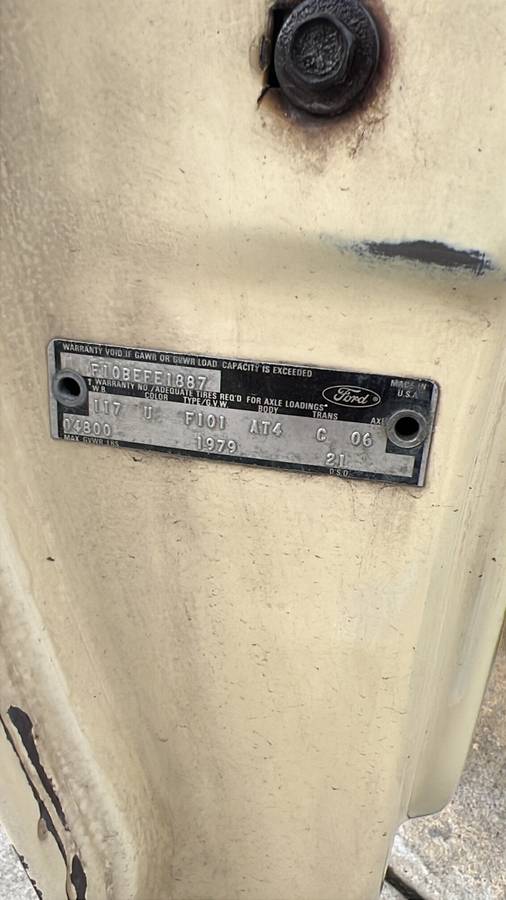 WARRANTY VOID IF GAWR OR GVWR LOAD CAPACITY IS EXCEEDED
F10BEFE1887
T WARRANTY NO./ADEQUATE TIRES REQ'D FOR AXLE LOADINGS*
Ford
MADE IN
U.S.A.
W.B. COLOR TYPE/G.V.W. BODY TRANS AXLE
117 U F101 AT4 C 06
04800 1979 21
MAX. GVWR LBS D.S.O.